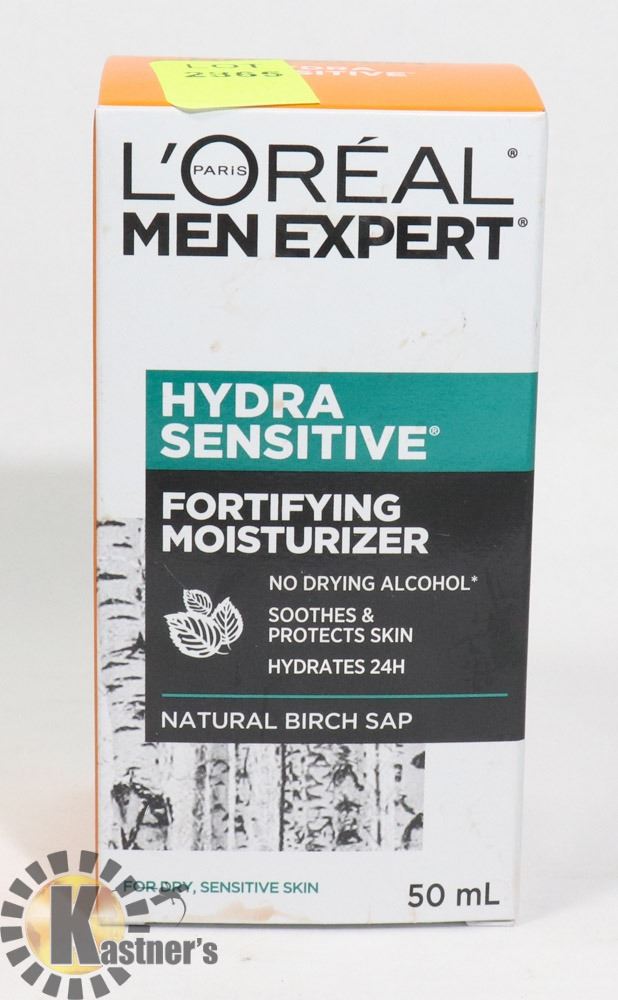 LOT
2365
L'ORÉAL®
PARIS
MEN EXPERT®
HYDRA
SENSITIVE®
FORTIFYING
MOISTURIZER
NO DRYING ALCOHOL*
SOOTHES &
PROTECTS SKIN
HYDRATES 24H
NATURAL BIRCH SAP
FOR DRY, SENSITIVE SKIN
50 mL
Kastner's